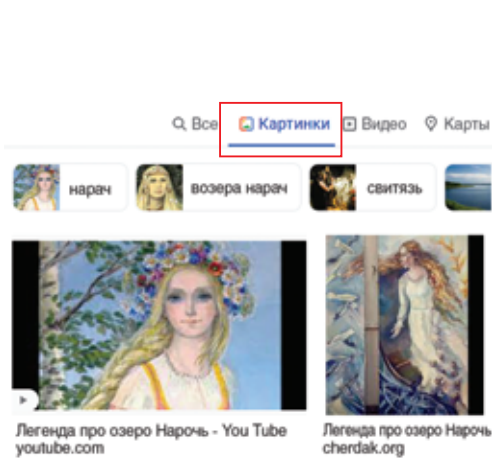 Все Картинки Видео Карты
нарач возера нарач свитязь
Легенда про озеро Нарочь - You Tube
youtube.com
Легенда про озеро Нарочь
cherdak.org